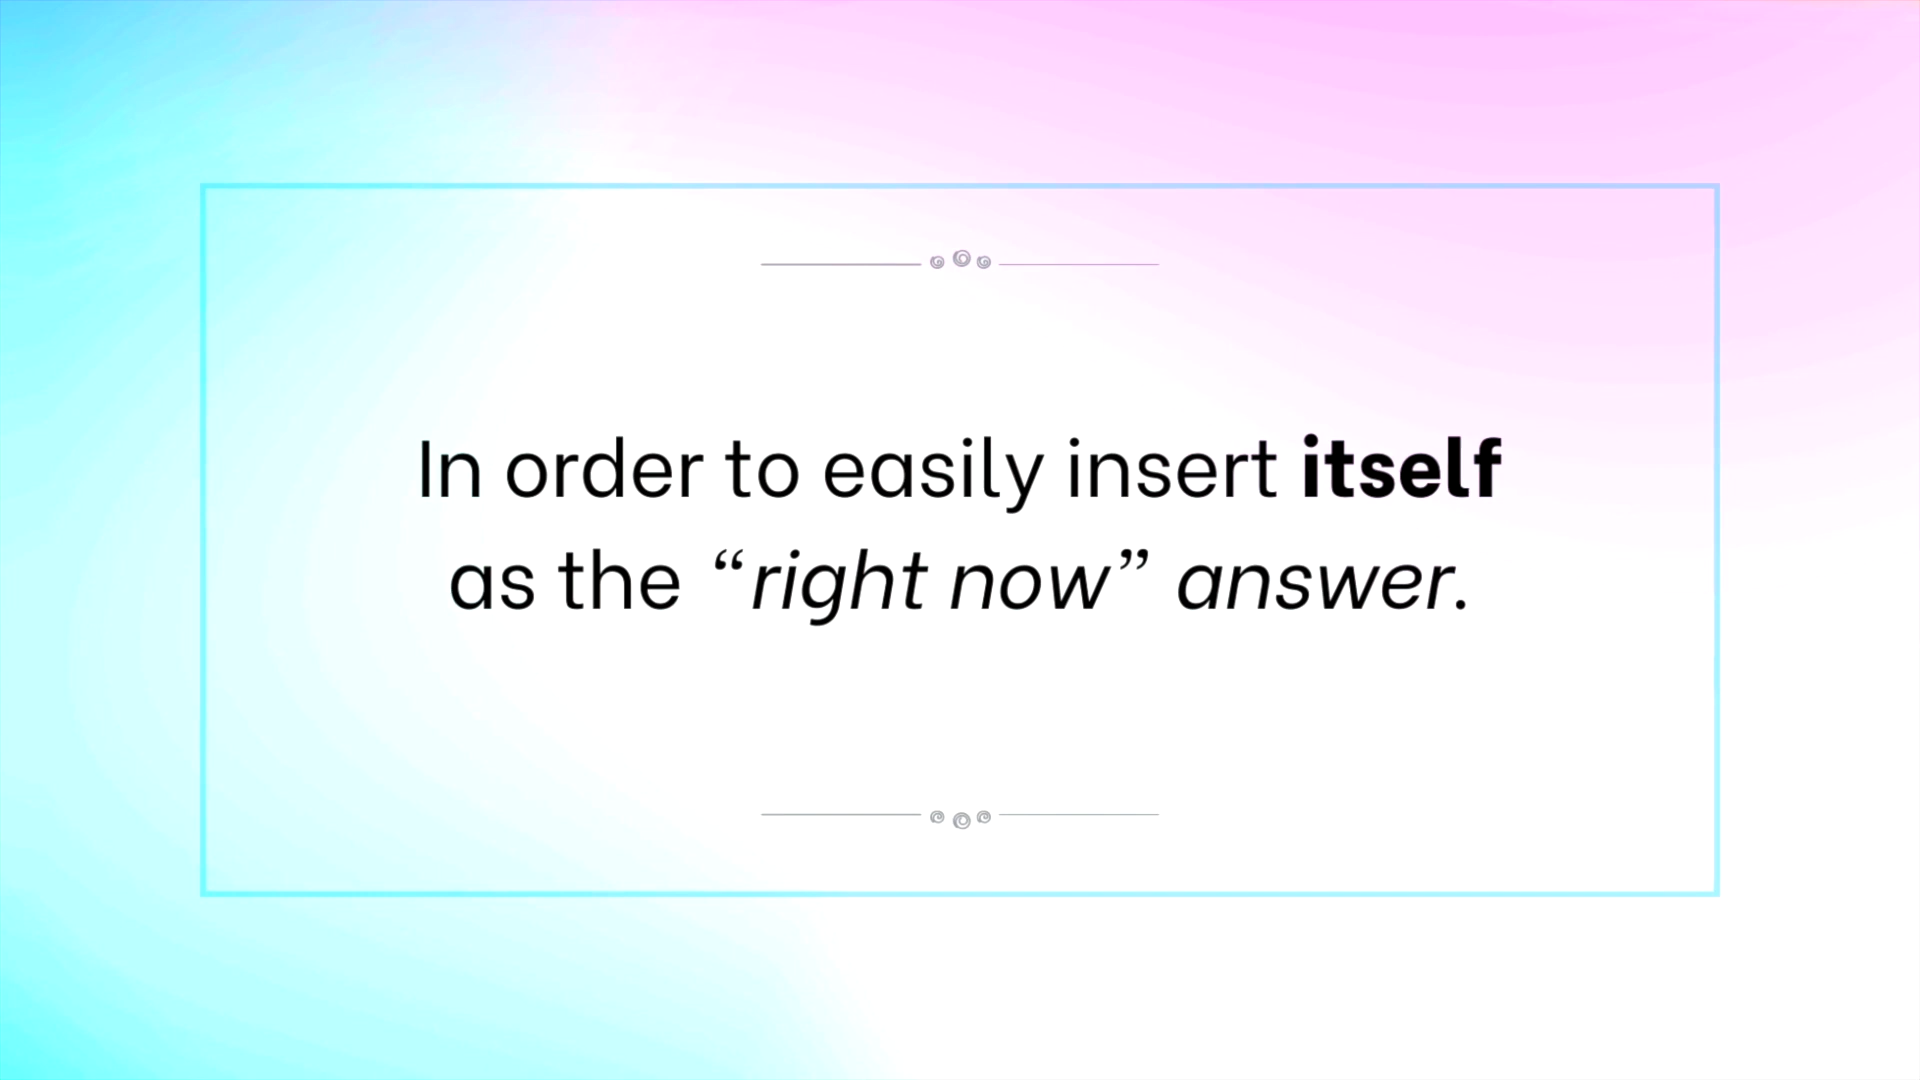 In order to easily insert itself
as the “right now” answer.